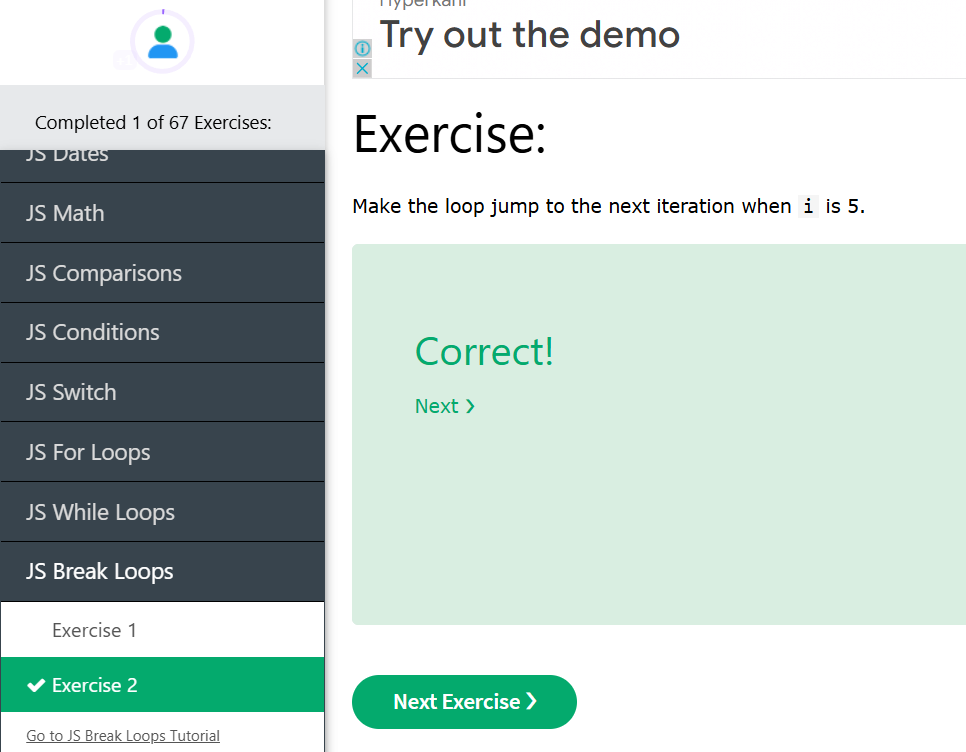 Hyperkani
Try out the demo
Completed 1 of 67 Exercises:
JS Dates
JS Math
JS Comparisons
JS Conditions
JS Switch
JS For Loops
JS While Loops
JS Break Loops
Exercise 1
Exercise 2
Go to JS Break Loops Tutorial
Exercise:
Make the loop jump to the next iteration when i is 5.
Correct!
Next ❯
Next Exercise ❯